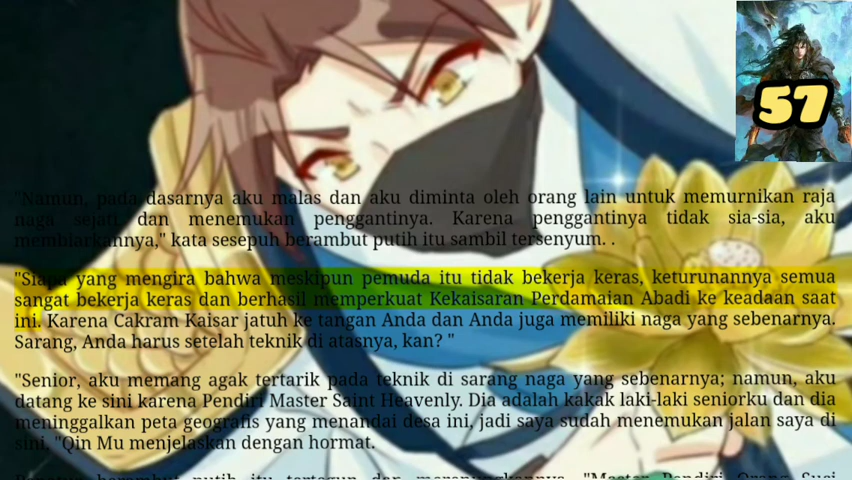 57
"Namun, pada dasarnya aku malas dan aku diminta oleh orang lain untuk memurnikan raja
naga sejati dan menemukan penggantinya. Karena penggantinya tidak sia-sia, aku
membiarkannya," kata sesepuh berambut putih itu sambil tersenyum. .
"Siapa yang mengira bahwa meskipun pemuda itu tidak bekerja keras, keturunannya semua
sangat bekerja keras dan berhasil memperkuat Kekaisaran Perdamaian Abadi ke keadaan saat
ini. Karena Cakram Kaisar jatuh ke tangan Anda dan Anda juga memiliki naga yang sebenarnya.
Sarang, Anda harus setelah teknik di atasnya, kan? "
"Senior, aku memang agak tertarik pada teknik di sarang naga yang sebenarnya; namun, aku
datang ke sini karena Pendiri Master Saint Heavenly. Dia adalah kakak laki-laki seniorku dan dia
meninggalkan peta geografis yang menandai desa ini, jadi saya sudah menemukan jalan saya di
sini, "Qin Mu menjelaskan dengan hormat.
berambut putih itu tertegun dan